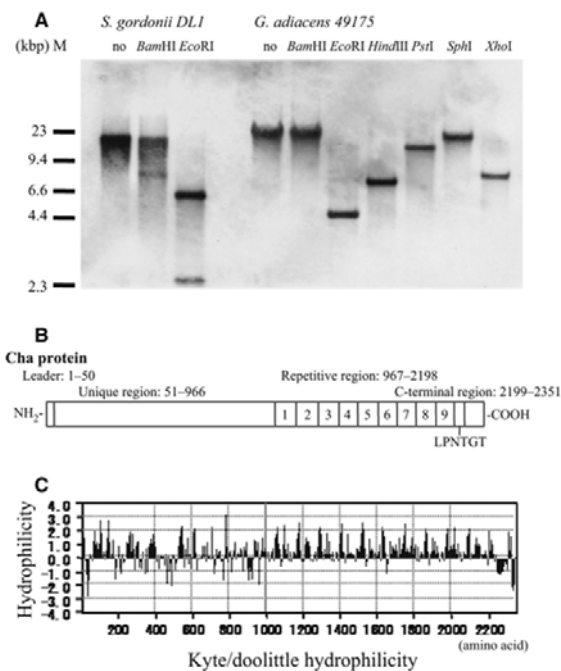 A
S. gordonii DL1 G. adiacens 49175
(kbp) M no BamHI EcoRI no BamHI EcoRI HindIII PstI SphI XhoI
23
9.4
6.6
4.4
2.3
B
Cha protein
Leader: 1–50 Repetitive region: 967–2198
Unique region: 51–966 C-terminal region: 2199–2351
NH2- 1 2 3 4 5 6 7 8 9 -COOH
LPNTGT
C
Hydrophilicity
4.0
3.0
2.0
1.0
0.0
-1.0
-2.0
-3.0
-4.0
200 400 600 800 1000 1200 1400 1600 1800 2000 2200
(amino acid)
Kyte/doolittle hydrophilicity